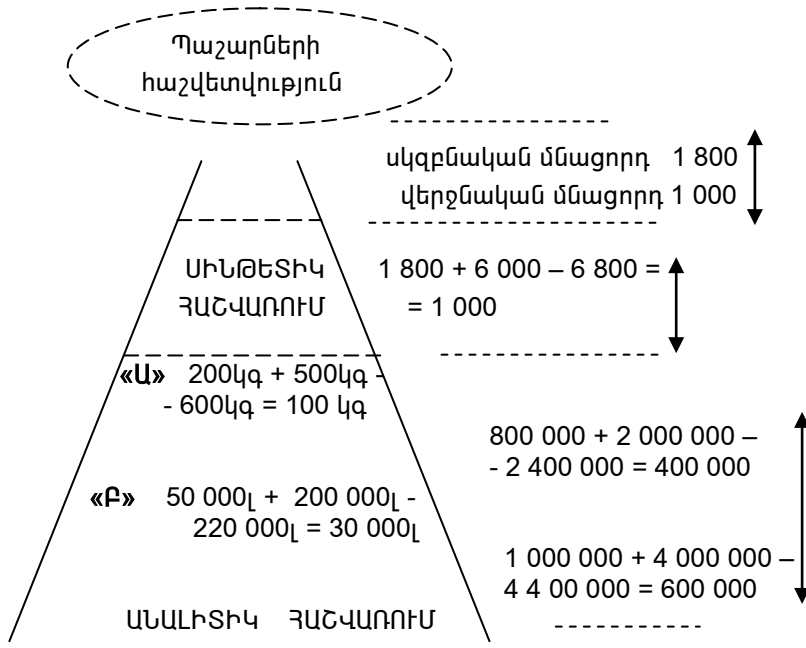 Պաշարների
հաշվետվություն
սկզբնական մնացորդ 1 800
վերջնական մնացորդ 1 000
ՍԻՆԹԵՏԻԿ
ՀԱՇՎԱՌՈՒՄ
1 800 + 6 000 – 6 800 =
= 1 000
«Ա» 200կգ + 500կգ -
- 600կգ = 100 կգ
800 000 + 2 000 000 –
- 2 400 000 = 400 000
«Բ» 50 000լ + 200 000լ -
220 000լ = 30 000լ
1 000 000 + 4 000 000 –
4 4 00 000 = 600 000
ԱՆԱԼԻՏԻԿ ՀԱՇՎԱՌՈՒՄ